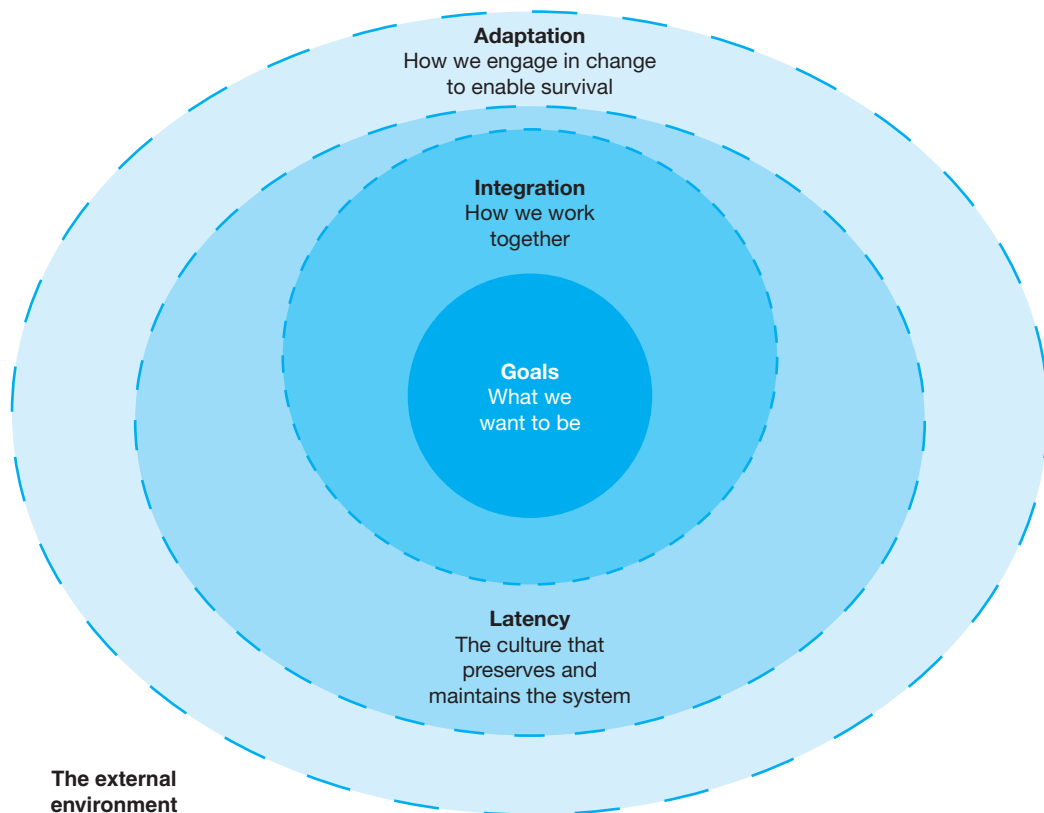 Adaptation
How we engage in change
to enable survival
Integration
How we work
together
Goals
What we
want to be
Latency
The culture that
preserves and
maintains the system
The external
environment